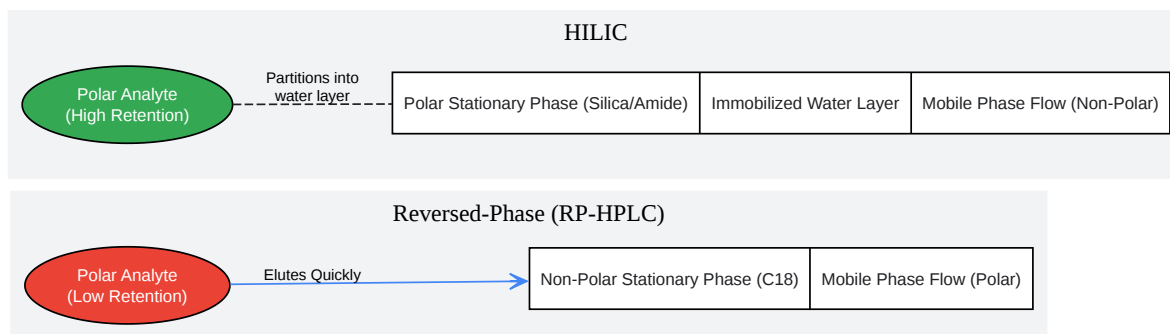 HILIC
Polar Analyte
(High Retention)
Partitions into
water layer
Polar Stationary Phase (Silica/Amide)
Immobilized Water Layer
Mobile Phase Flow (Non-Polar)
Reversed-Phase (RP-HPLC)
Polar Analyte
(Low Retention)
Elutes Quickly
Non-Polar Stationary Phase (C18)
Mobile Phase Flow (Polar)